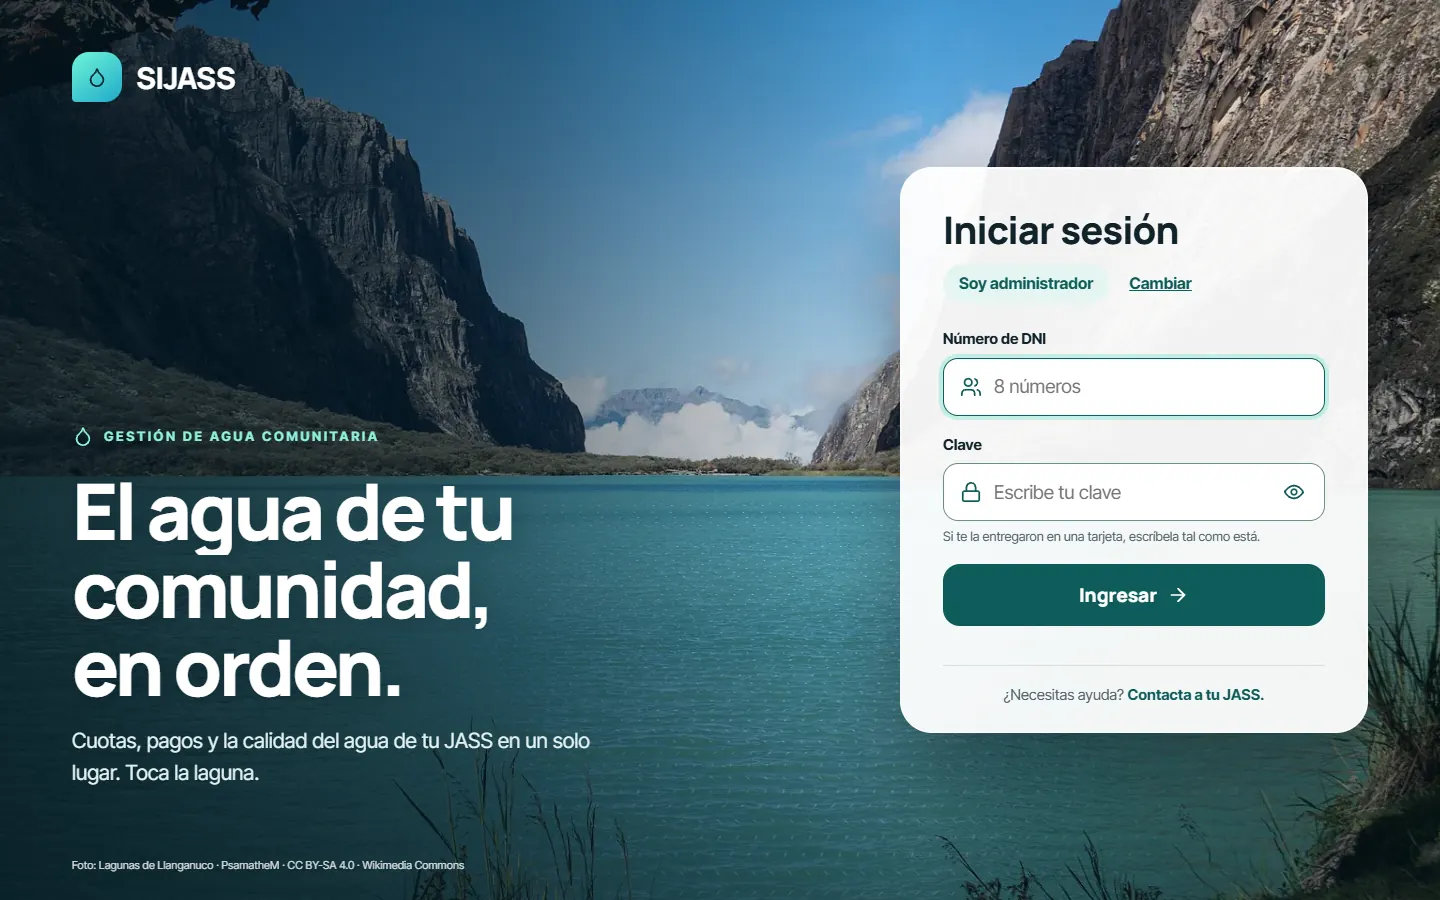 SIJASS
GESTIÓN DE AGUA COMUNITARIA
El agua de tu
comunidad,
en orden.
Cuotas, pagos y la calidad del agua de tu JASS en un solo
lugar. Toca la laguna.
Foto: Lagunas de Llanganuco · PsamatheM · CC BY-SA 4.0 · Wikimedia Commons
Iniciar sesión
Soy administrador Cambiar
Número de DNI
8 números
Clave
Escribe tu clave
Si te la entregaron en una tarjeta, escríbela tal como está.
Ingresar →
¿Necesitas ayuda? Contacta a tu JASS.